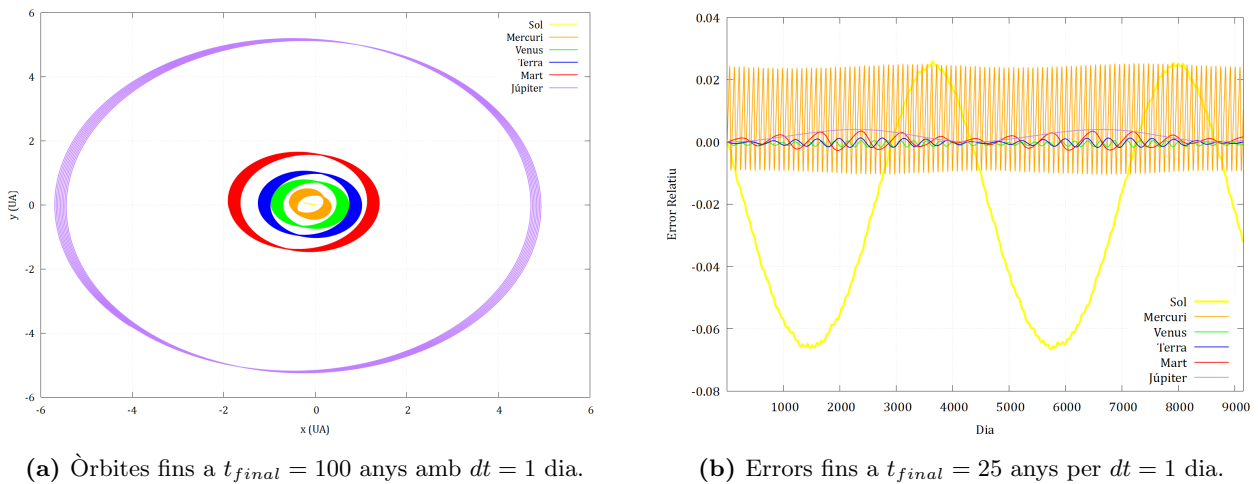 6
4
2
0
-2
-4
-6
-6
-4
-2
0
2
4
6
y (UA)
x (UA)
Sol
Mercuri
Venus
Terra
Mart
Júpiter
0.04
0.02
0.00
-0.02
-0.04
-0.06
-0.08
1000
2000
3000
4000
5000
6000
7000
8000
9000
Error Relatiu
Dia
Sol
Mercuri
Venus
Terra
Mart
Júpiter
(a) Òrbites fins a t_final = 100 anys amb dt = 1 dia.
(b) Errors fins a t_final = 25 anys per dt = 1 dia.